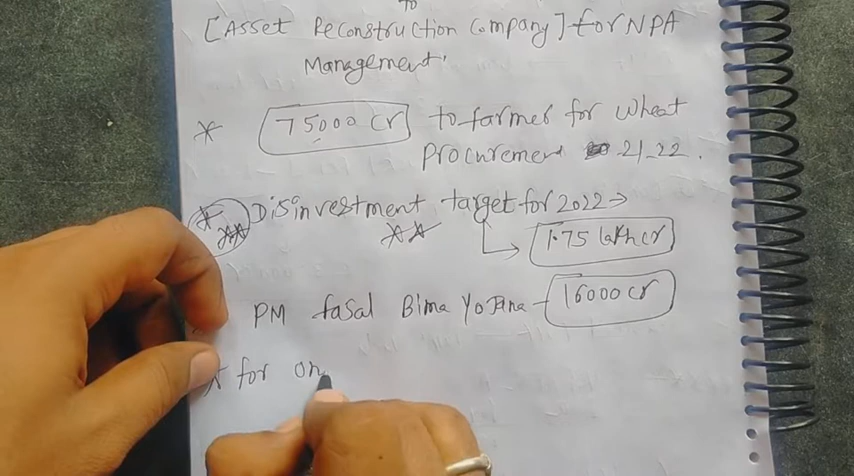 to
[Asset Reconstruction Company] for NPA
Management.
* 75000 Cr to farmer for wheat
Procurement 21-22.
Disinvestment target for 2022 →
1.75 lakh cr
PM fasal Bima Yojana - 16000 cr
* for on